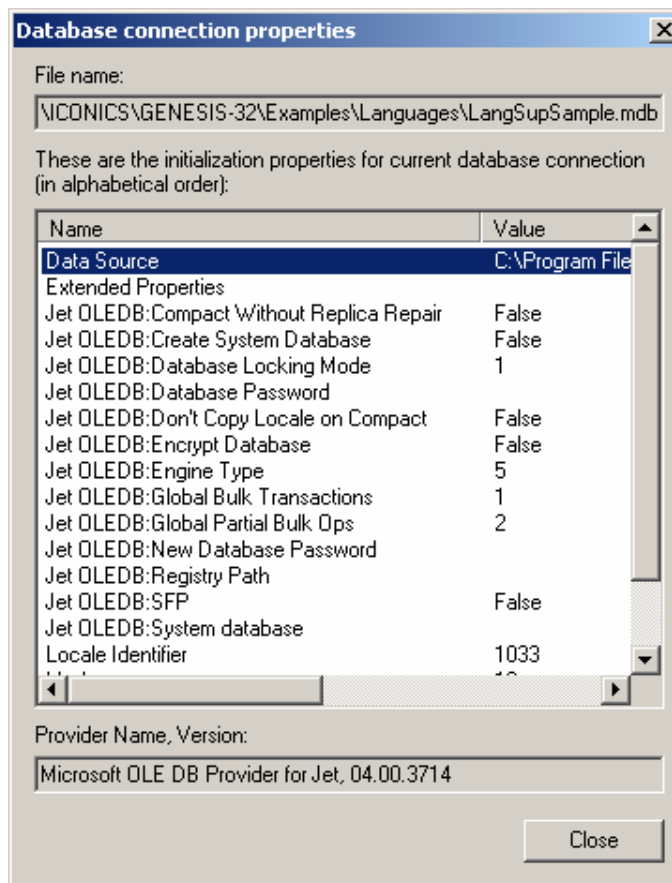 Database connection properties
File name:
\ICONICS\GENESIS-32\Examples\Languages\LangSupSample.mdb
These are the initialization properties for current database connection
(in alphabetical order):
Name Value
Data Source C:\Program File
Extended Properties
Jet OLEDB:Compact Without Replica Repair False
Jet OLEDB:Create System Database False
Jet OLEDB:Database Locking Mode 1
Jet OLEDB:Database Password
Jet OLEDB:Don't Copy Locale on Compact False
Jet OLEDB:Encrypt Database False
Jet OLEDB:Engine Type 5
Jet OLEDB:Global Bulk Transactions 1
Jet OLEDB:Global Partial Bulk Ops 2
Jet OLEDB:New Database Password
Jet OLEDB:Registry Path
Jet OLEDB:SFP False
Jet OLEDB:System database
Locale Identifier 1033
Provider Name, Version:
Microsoft OLE DB Provider for Jet, 04.00.3714
Close